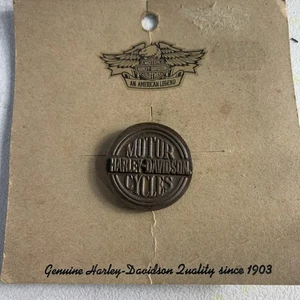 AN AMERICAN LEGEND
MOTOR
HARLEY-DAVIDSON
CYCLES
Genuine Harley-Davidson Quality since 1903